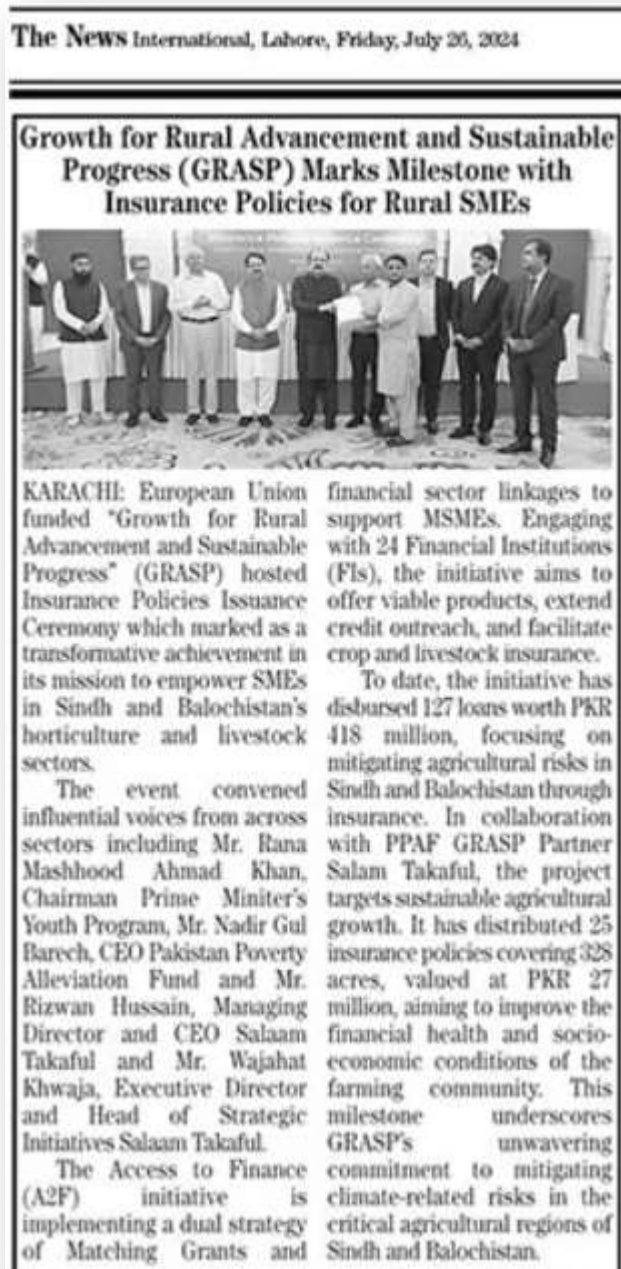 The News International, Lahore, Friday, July 26, 2024
Growth for Rural Advancement and Sustainable
Progress (GRASP) Marks Milestone with
Insurance Policies for Rural SMEs
KARACHI: European Union
funded "Growth for Rural
Advancement and Sustainable
Progress" (GRASP) hosted
Insurance Policies Issuance
Ceremony which marked as a
transformative achievement in
its mission to empower SMEs
in Sindh and Balochistan's
horticulture and livestock
sectors.
The event convened
influential voices from across
sectors including Mr. Rana
Mashhood Ahmad Khan,
Chairman Prime Miniter's
Youth Program, Mr. Nadir Gul
Barech, CEO Pakistan Poverty
Alleviation Fund and Mr.
Rizwan Hussain, Managing
Director and CEO Salaam
Takaful and Mr. Wajahat
Khwaja, Executive Director
and Head of Strategic
Initiatives Salaam Takaful.
The Access to Finance
(A2F) initiative is
implementing a dual strategy
of Matching Grants and
financial sector linkages to
support MSMEs. Engaging
with 24 Financial Institutions
(FIs), the initiative aims to
offer viable products, extend
credit outreach, and facilitate
crop and livestock insurance.
To date, the initiative has
disbursed 127 loans worth PKR
418 million, focusing on
mitigating agricultural risks in
Sindh and Balochistan through
insurance. In collaboration
with PPAF GRASP Partner
Salam Takaful, the project
targets sustainable agricultural
growth. It has distributed 25
insurance policies covering 328
acres, valued at PKR 27
million, aiming to improve the
financial health and socio-
economic conditions of the
farming community. This
milestone underscores
GRASP's unwavering
commitment to mitigating
climate-related risks in the
critical agricultural regions of
Sindh and Balochistan.